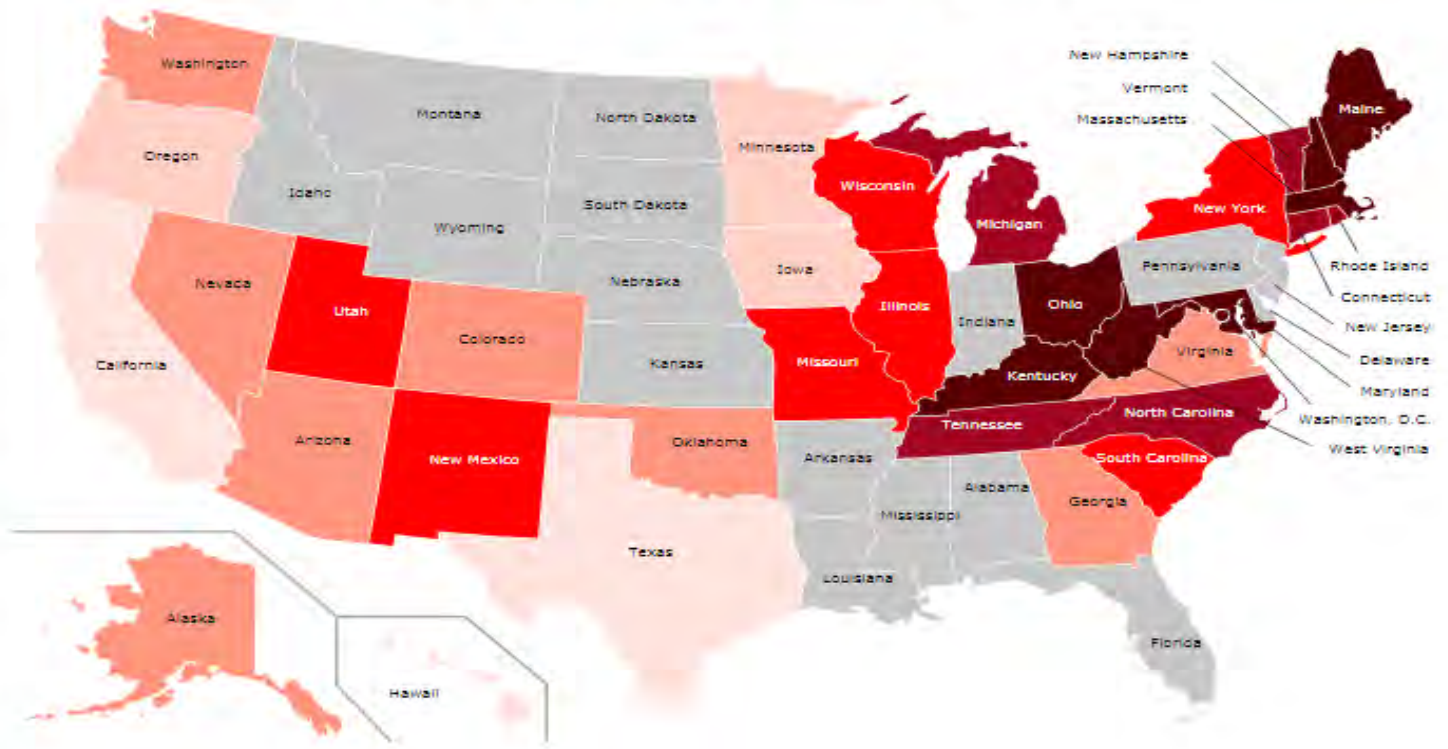 New Hampshire
Washington
Vermont
Maine
Montana
North Dakota
Massachusetts
Minnesota
Oregon
Wisconsin
Idaho
South Dakota
New York
Michigan
Wyoming
Pennsylvania
Rhode Island
Iowa
Nevada
Nebraska
Connecticut
Utah
Illinois
Ohio
Indiana
New Jersey
Colorado
Virginia
Delaware
California
Kansas
Missouri
Kentucky
Maryland
North Carolina
Washington, D.C.
Tennessee
Arizona
Oklahoma
West Virginia
New Mexico
Arkansas
South Carolina
Alabama
Georgia
Mississippi
Texas
Louisiana
Alaska
Florida
Hawaii